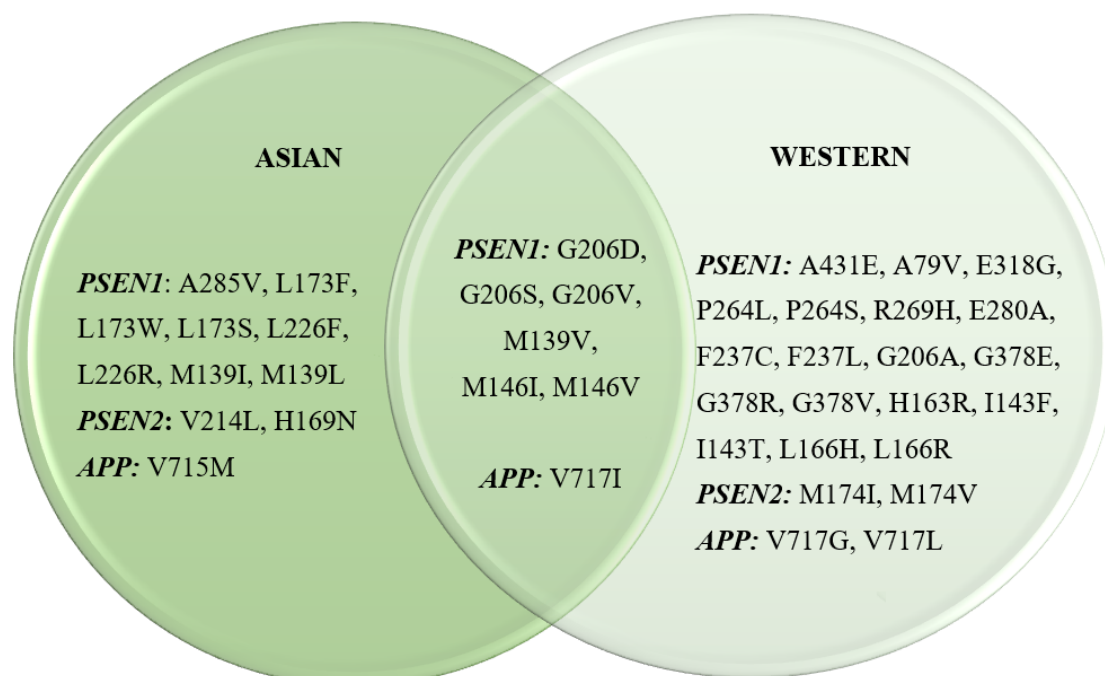 ASIAN
PSEN1: A285V, L173F,
L173W, L173S, L226F,
L226R, M139I, M139L
PSEN2: V214L, H169N
APP: V715M
PSEN1: G206D,
G206S, G206V,
M139V,
M146I, M146V
APP: V717I
WESTERN
PSEN1: A431E, A79V, E318G,
P264L, P264S, R269H, E280A,
F237C, F237L, G206A, G378E,
G378R, G378V, H163R, I143F,
I143T, L166H, L166R
PSEN2: M174I, M174V
APP: V717G, V717L